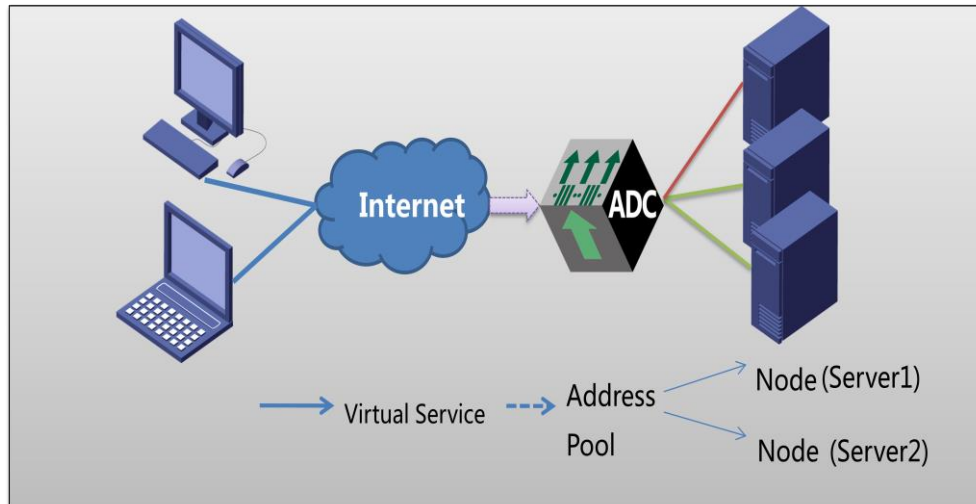 Internet
ADC
Virtual Service
Address
Pool
Node (Server1)
Node (Server2)